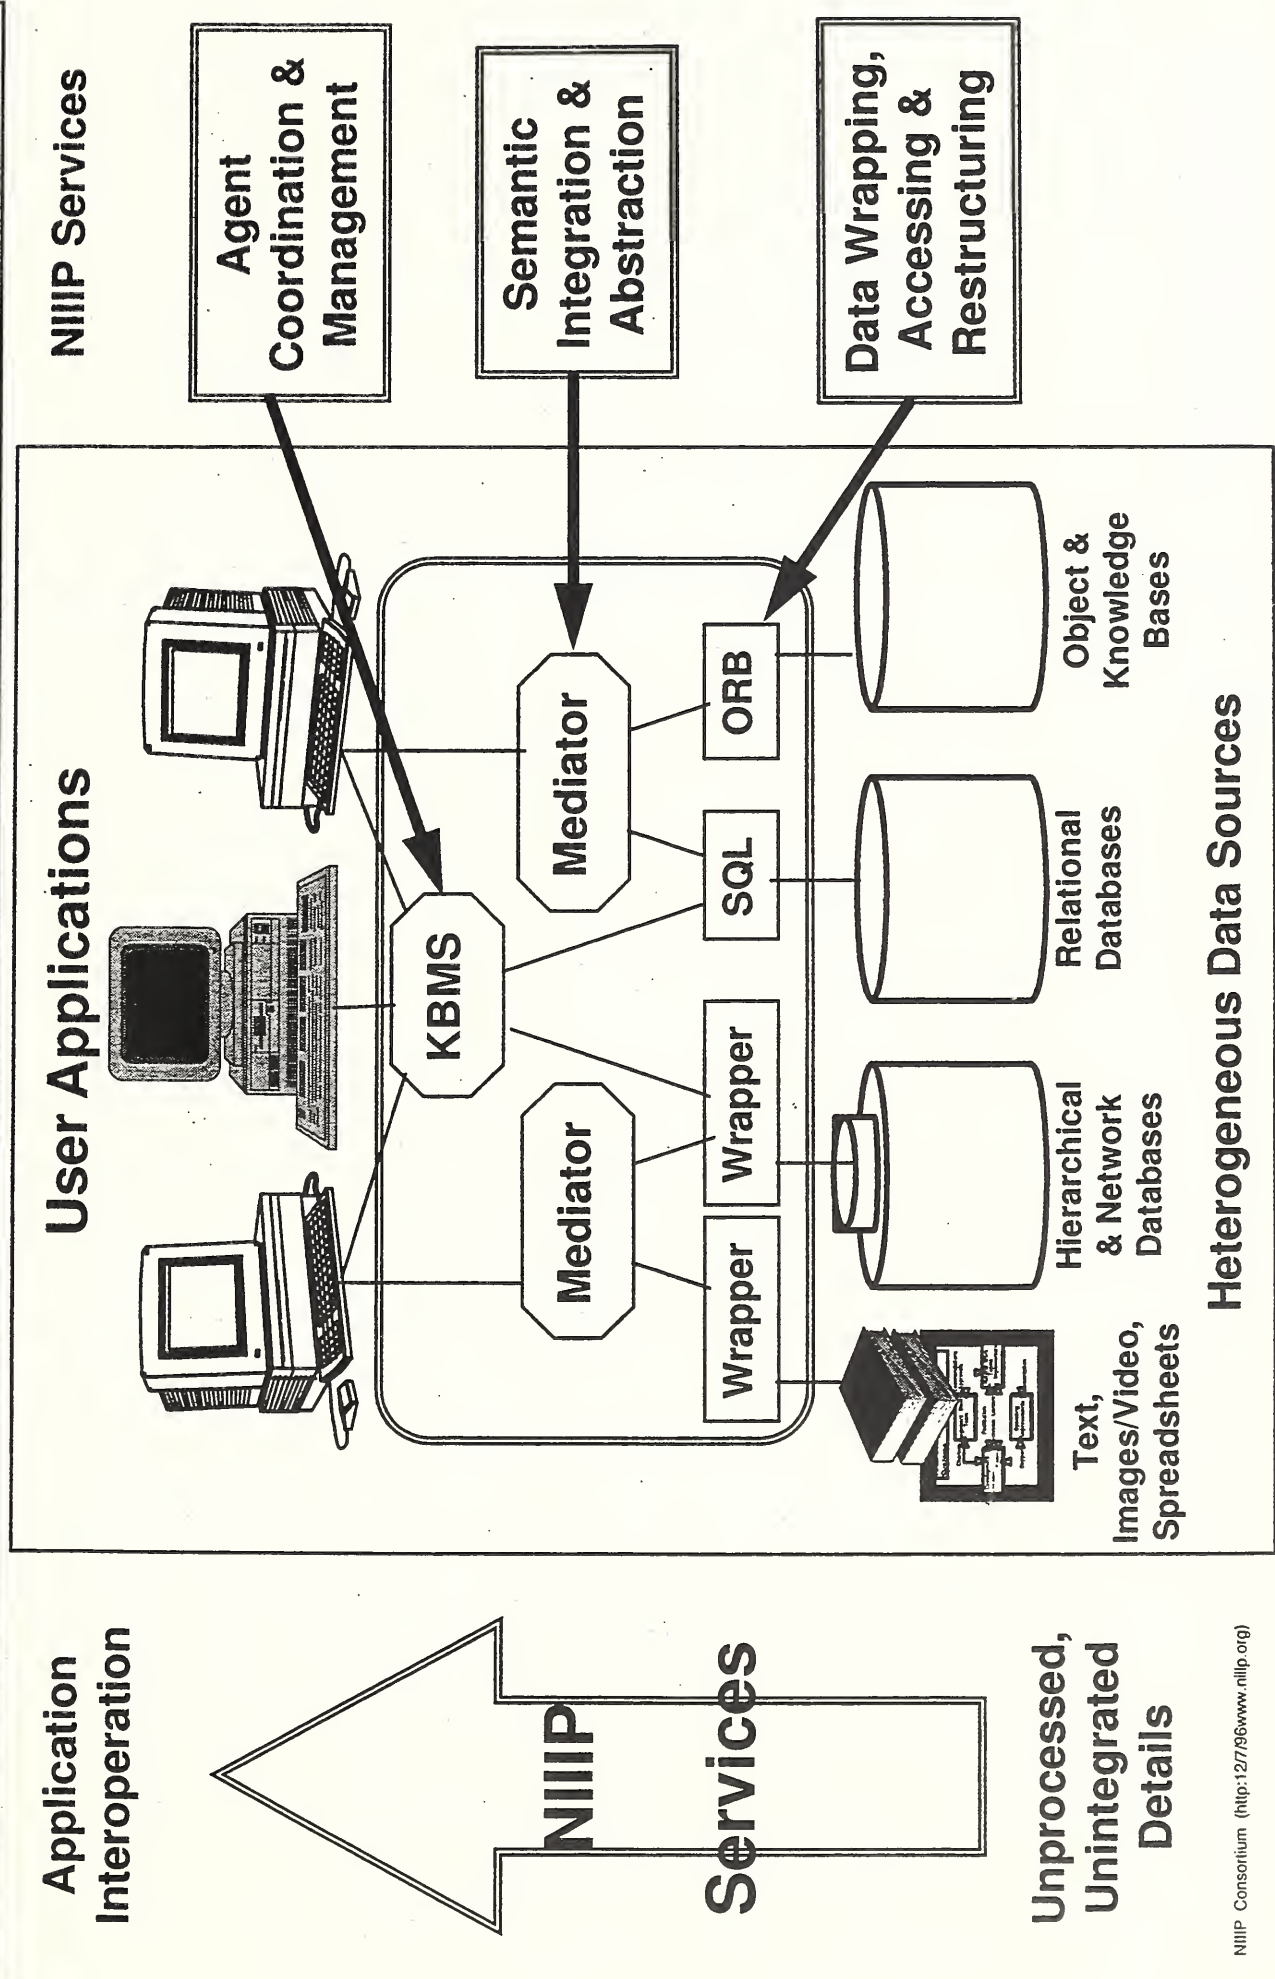 Application
Interoperation
User Applications
NIIIP Services
Agent
Coordination &
Management
KBMS
Semantic
Integration &
Abstraction
NIIIP
Services
Mediator
Mediator
Data Wrapping,
Accessing &
Restructuring
Wrapper
Wrapper
SQL
ORB
Unprocessed,
Unintegrated
Details
Text,
Images/Video,
Spreadsheets
Hierarchical
& Network
Databases
Relational
Databases
Object &
Knowledge
Bases
Heterogeneous Data Sources
NIIIP Consortium (http:12/7/96www.niiip.org)